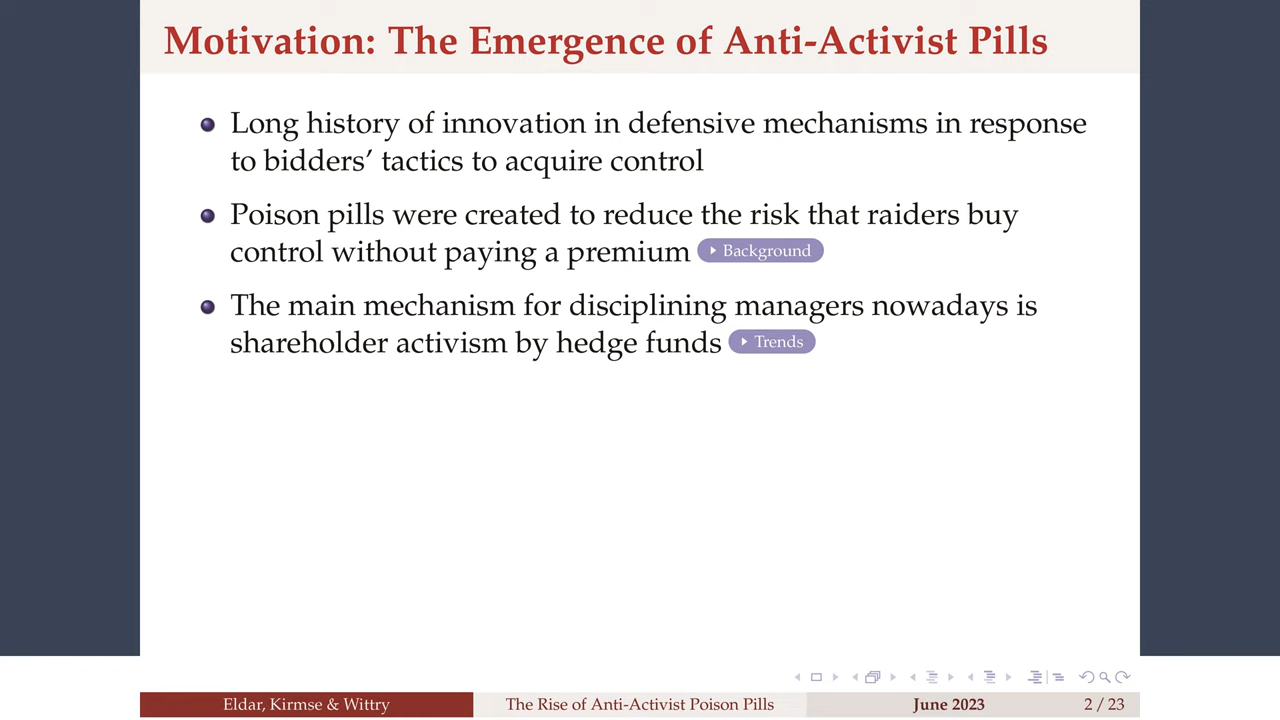 Motivation: The Emergence of Anti-Activist Pills
Long history of innovation in defensive mechanisms in response
to bidders’ tactics to acquire control
Poison pills were created to reduce the risk that raiders buy
control without paying a premium Background
The main mechanism for disciplining managers nowadays is
shareholder activism by hedge funds Trends
Eldar, Kirmse & Wittry The Rise of Anti-Activist Poison Pills June 2023 2 / 23